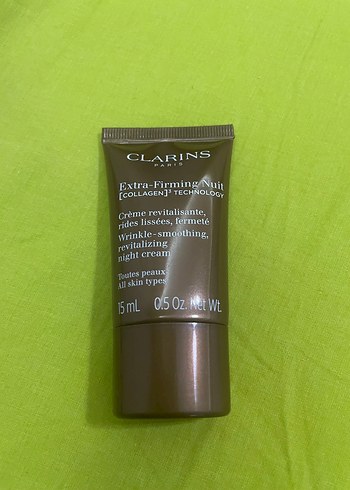 CLARINS
PARIS
Extra-Firming Nuit
[COLLAGEN]³ TECHNOLOGY
Crème revitalisante,
rides lissées, fermeté
Wrinkle-smoothing,
revitalizing
night cream
Toutes peaux
All skin types
15 mL 0.5 Oz. Net Wt.